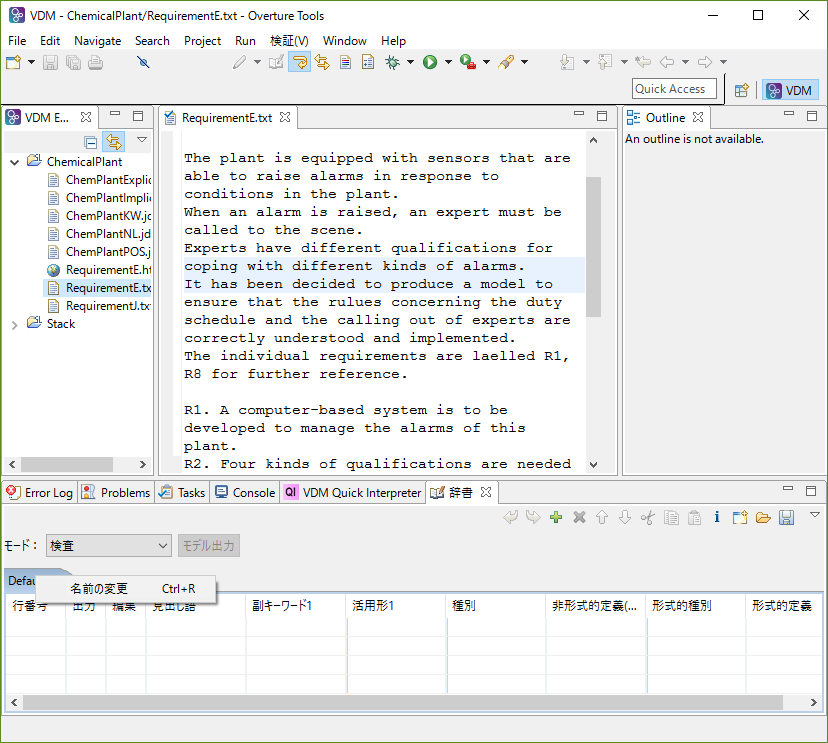 VDM - ChemicalPlant/RequirementE.txt - Overture Tools
File Edit Navigate Search Project Run 検証(V) Window Help
Quick Access
VDM
VDM E...
ChemicalPlant
ChemPlantExplic
ChemPlantImplic
ChemPlantKW.jd
ChemPlantNL.jd
ChemPlantPOS.j
RequirementE.ht
RequirementE.tx
RequirementJ.tx
Stack
RequirementE.txt
The plant is equipped with sensors that are
able to raise alarms in response to
conditions in the plant.
When an alarm is raised, an expert must be
called to the scene.
Experts have different qualifications for
coping with different kinds of alarms.
It has been decided to produce a model to
ensure that the rulues concerning the duty
schedule and the calling out of experts are
correctly understood and implemented.
The individual requirements are laelled R1,
R8 for further reference.
R1. A computer-based system is to be
developed to manage the alarms of this
plant.
R2. Four kinds of qualifications are needed
Outline
An outline is not available.
Error Log Problems Tasks Console QI VDM Quick Interpreter 辞書
モード： 検査 モデル出力
Defau
名前の変更 Ctrl+R
行番号 出力 編集 見出し語 副キーワード1 活用形1 種別 非形式的定義(... 形式的種別 形式的定義